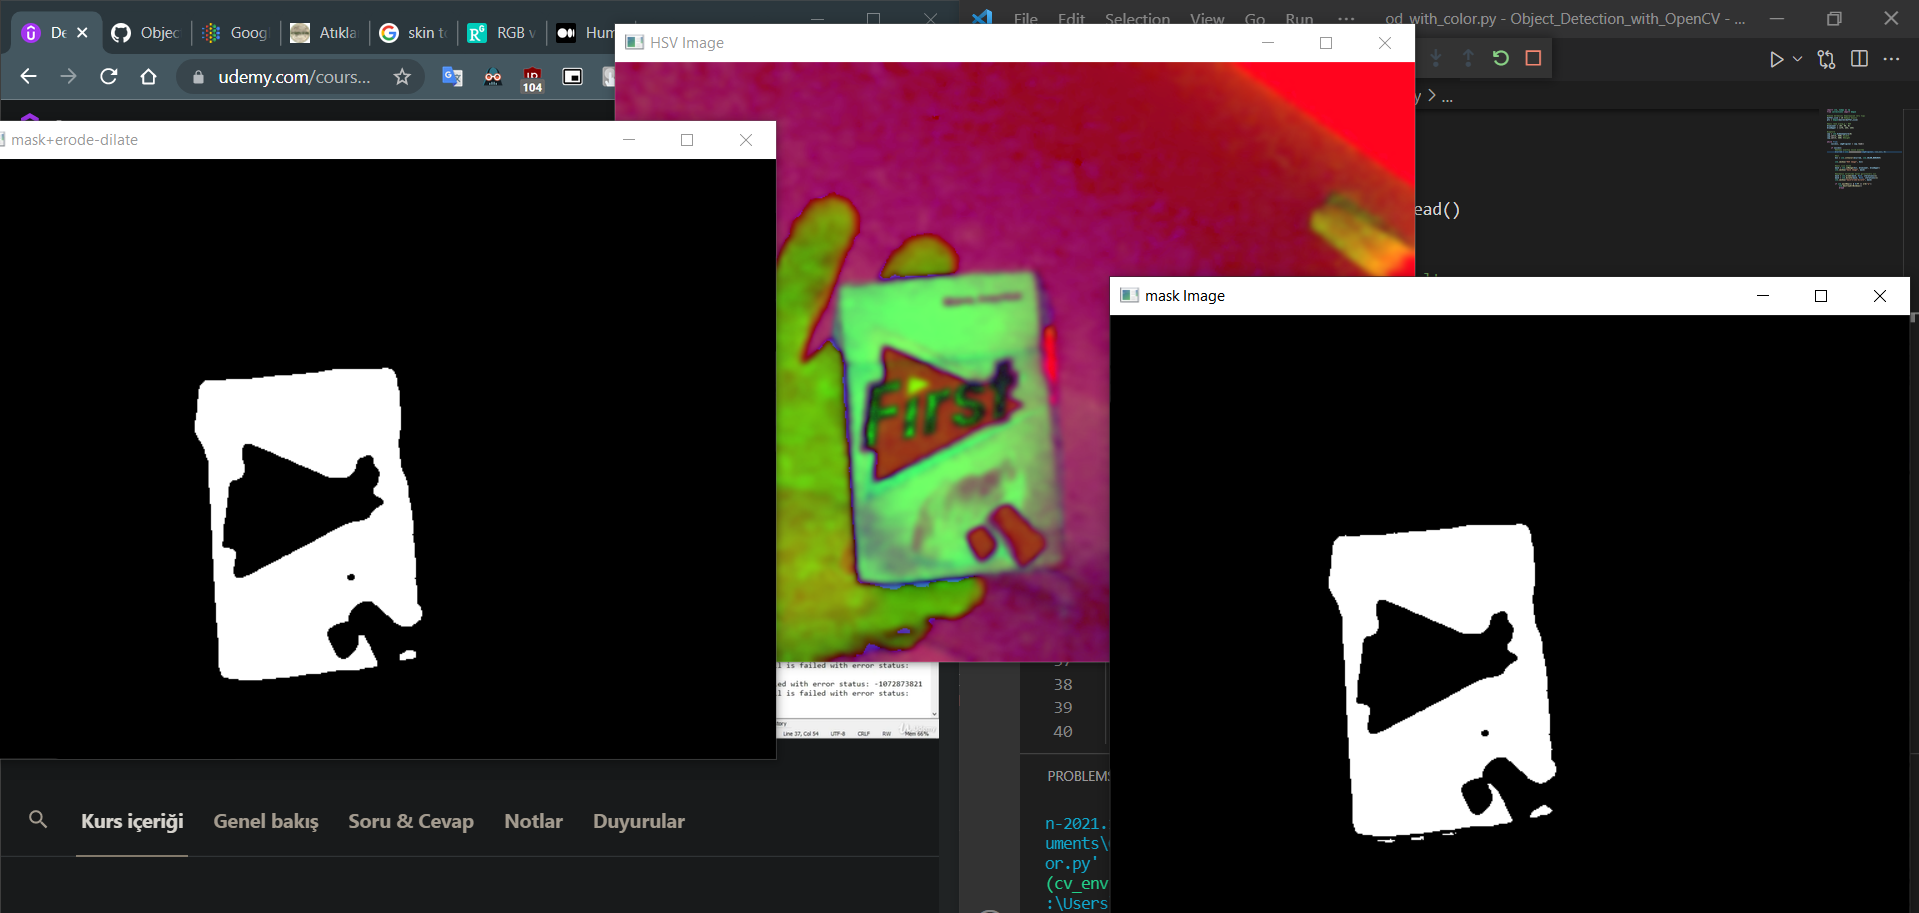 De
Objec
Goog
Atıkla
skin te
RGB v
Hum
File Edit Selection View Go Run ··· od_with_color.py - Object_Detection_with_OpenCV - ...
HSV Image
udemy.com/cours...
104
y > ...
mask+erode-dilate
ead()
mask Image
First
l is failed with error status:
ed with error status: -1072873821
l is failed with error status:
Line 37, Col 54 UTF-8 CRLF RW Mem 66%
38
39
40
PROBLEMS
Kurs içeriği Genel bakış Soru & Cevap Notlar Duyurular
n-2021.
uments\
or.py'
(cv_env
:\Users